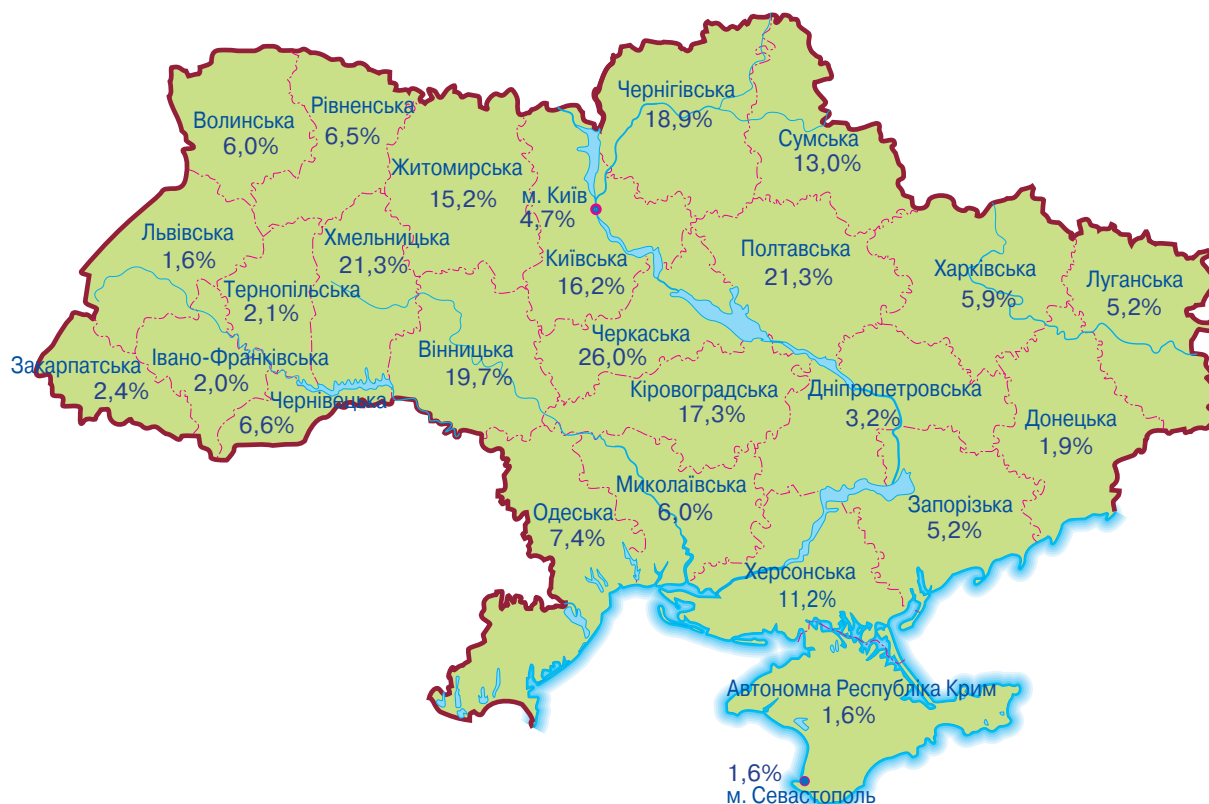 Чернігівська
18,9%
Рівненська
6,5%
Волинська
6,0%
Сумська
13,0%
Житомирська
15,2%
м. Київ
4,7%
Львівська
1,6%
Хмельницька
21,3%
Київська
16,2%
Полтавська
21,3%
Харківська
5,9%
Луганська
5,2%
Тернопільська
2,1%
Закарпатська
2,4%
Івано-Франківська
2,0%
Чернівецька
6,6%
Вінницька
19,7%
Черкаська
26,0%
Кіровоградська
17,3%
Дніпропетровська
3,2%
Донецька
1,9%
Одеська
7,4%
Миколаївська
6,0%
Запорізька
5,2%
Херсонська
11,2%
Автономна Республіка Крим
1,6%
1,6%
м. Севастополь